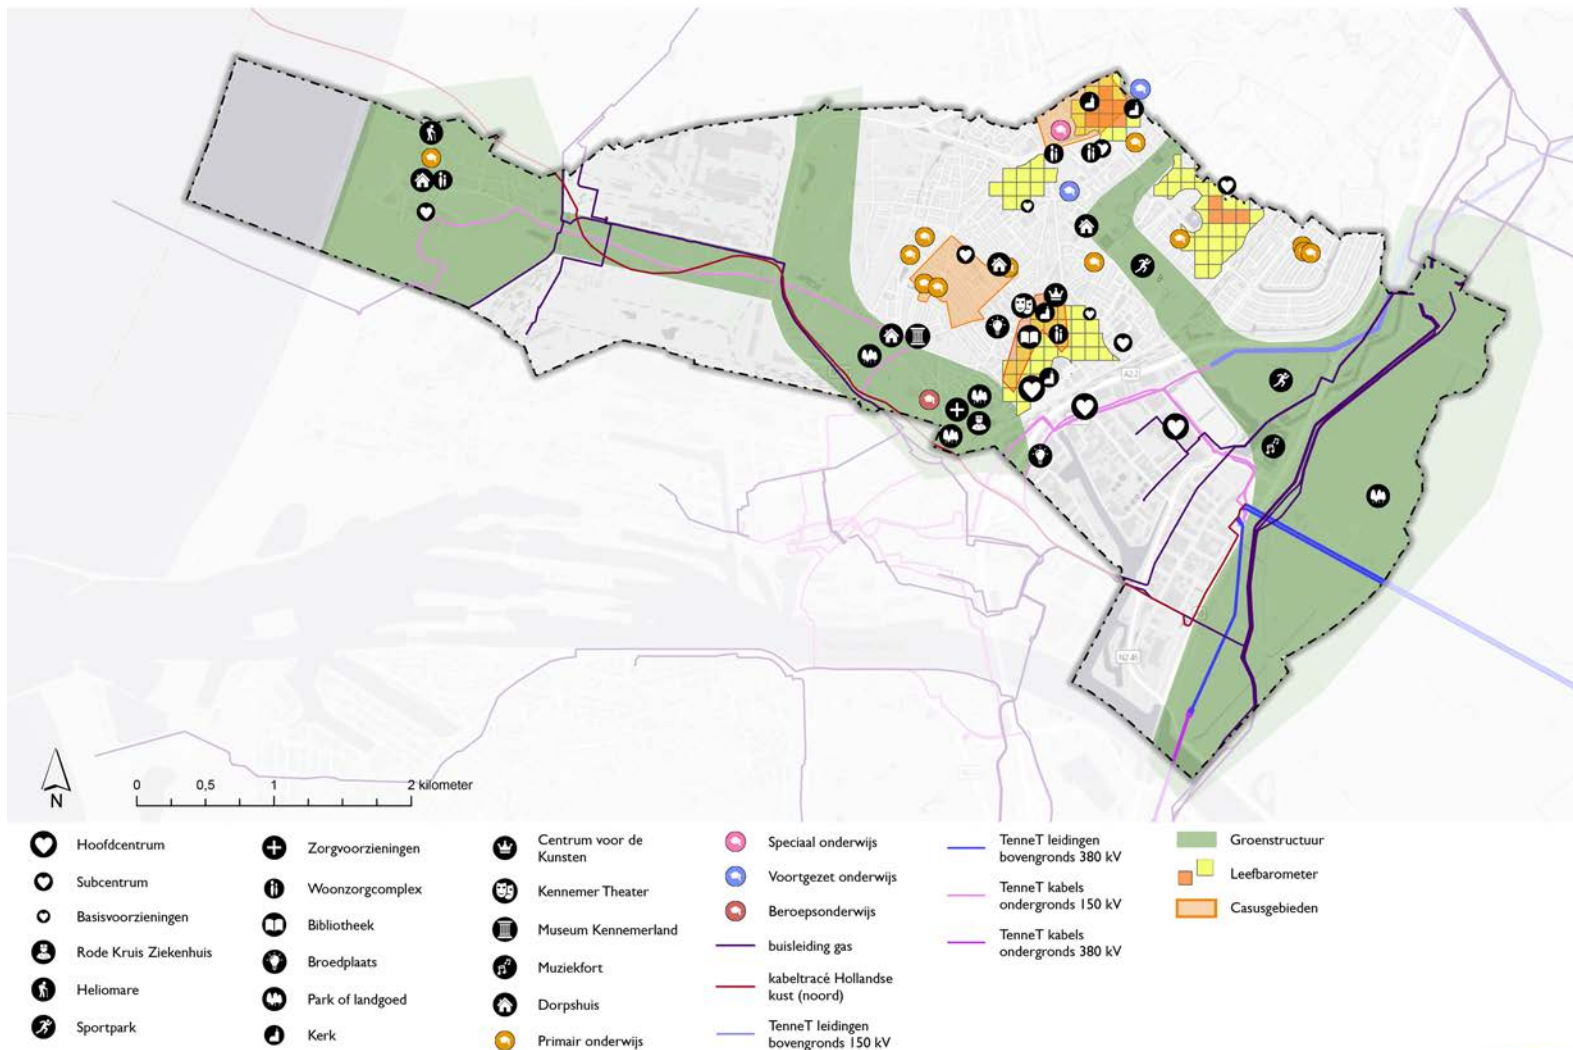 A22
N246
N
0
0,5
1
2 kilometer
Hoofdcentrum
Subcentrum
Basisvoorzieningen
Rode Kruis Ziekenhuis
Heliomare
Sportpark
Zorgvoorzieningen
Woonzorgcomplex
Bibliotheek
Broedplaats
Park of landgoed
Kerk
Centrum voor de
Kunsten
Kennemer Theater
Museum Kennemerland
Muziekfort
Dorpshuis
Primair onderwijs
Speciaal onderwijs
Voortgezet onderwijs
Beroepsonderwijs
buisleiding gas
kabeltracé Hollandse
kust (noord)
TenneT leidingen
bovengronds 150 kV
TenneT leidingen
bovengronds 380 kV
TenneT kabels
ondergronds 150 kV
TenneT kabels
ondergronds 380 kV
Groenstructuur
Leefbarometer
Casusgebieden